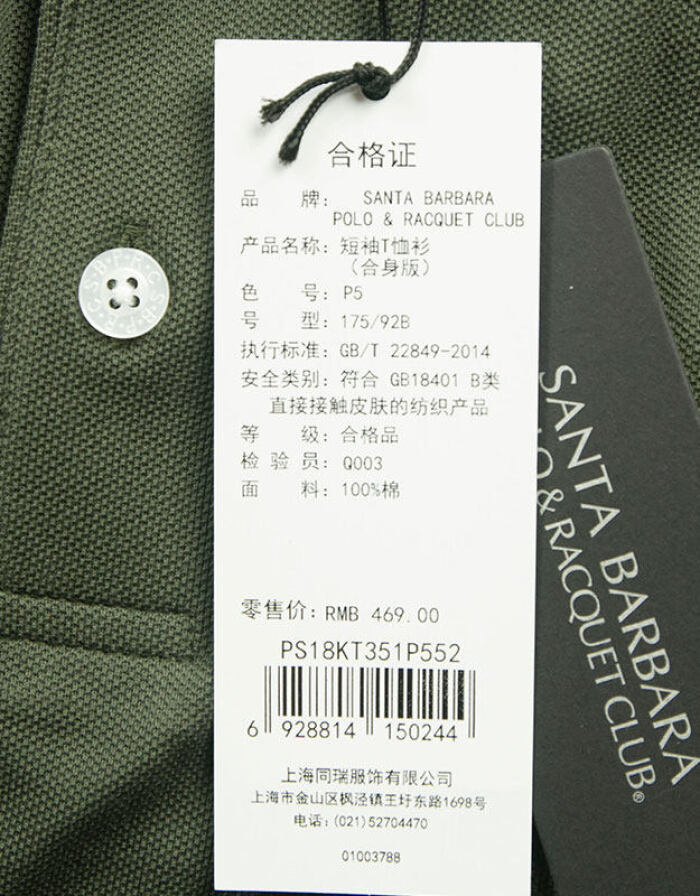 合格证
品 牌: SANTA BARBARA
POLO & RACQUET CLUB
产品名称: 短袖T恤衫
(合身版)
色 号: P5
号 型: 175/92B
执行标准: GB/T 22849-2014
安全类别: 符合 GB18401 B类
直接接触皮肤的纺织产品
等 级: 合格品
检 验 员: Q003
面 料: 100%棉
零售价: RMB 469.00
PS18KT351P552
6 928814 150244
上海同瑞服饰有限公司
上海市金山区枫泾镇王圩东路1698号
电话: (021)52704470
01003788
SANTA BARBARA
LO & RACQUET CLUB®